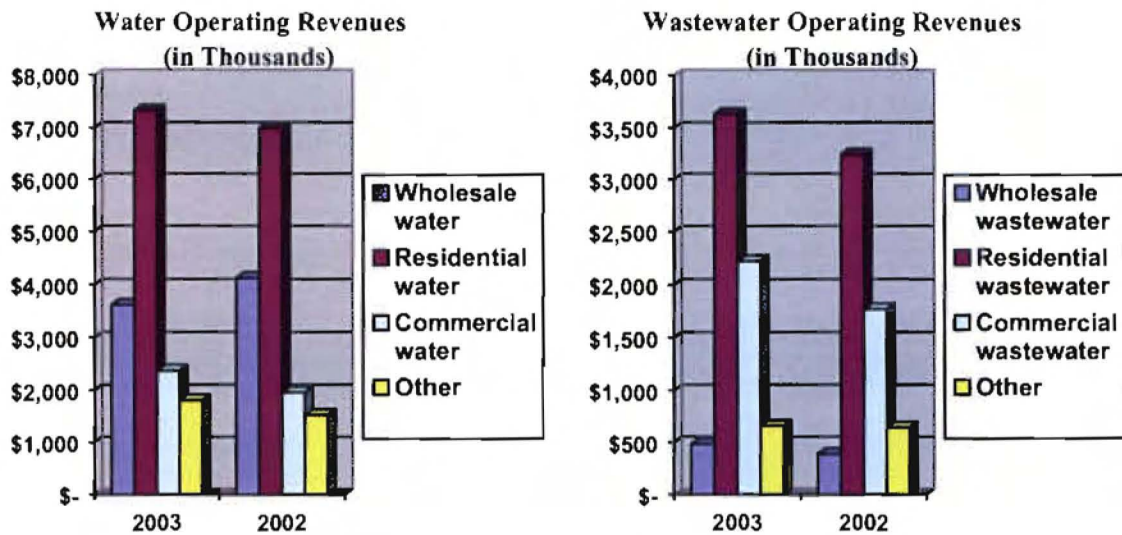 Water Operating Revenues
(in Thousands)
$8,000
$7,000
$6,000
$5,000
$4,000
$3,000
$2,000
$1,000
$-
2003 2002
Wholesale
water
Residential
water
Commercial
water
Other
Wastewater Operating Revenues
(in Thousands)
$4,000
$3,500
$3,000
$2,500
$2,000
$1,500
$1,000
$500
$-
2003 2002
Wholesale
wastewater
Residential
wastewater
Commercial
wastewater
Other